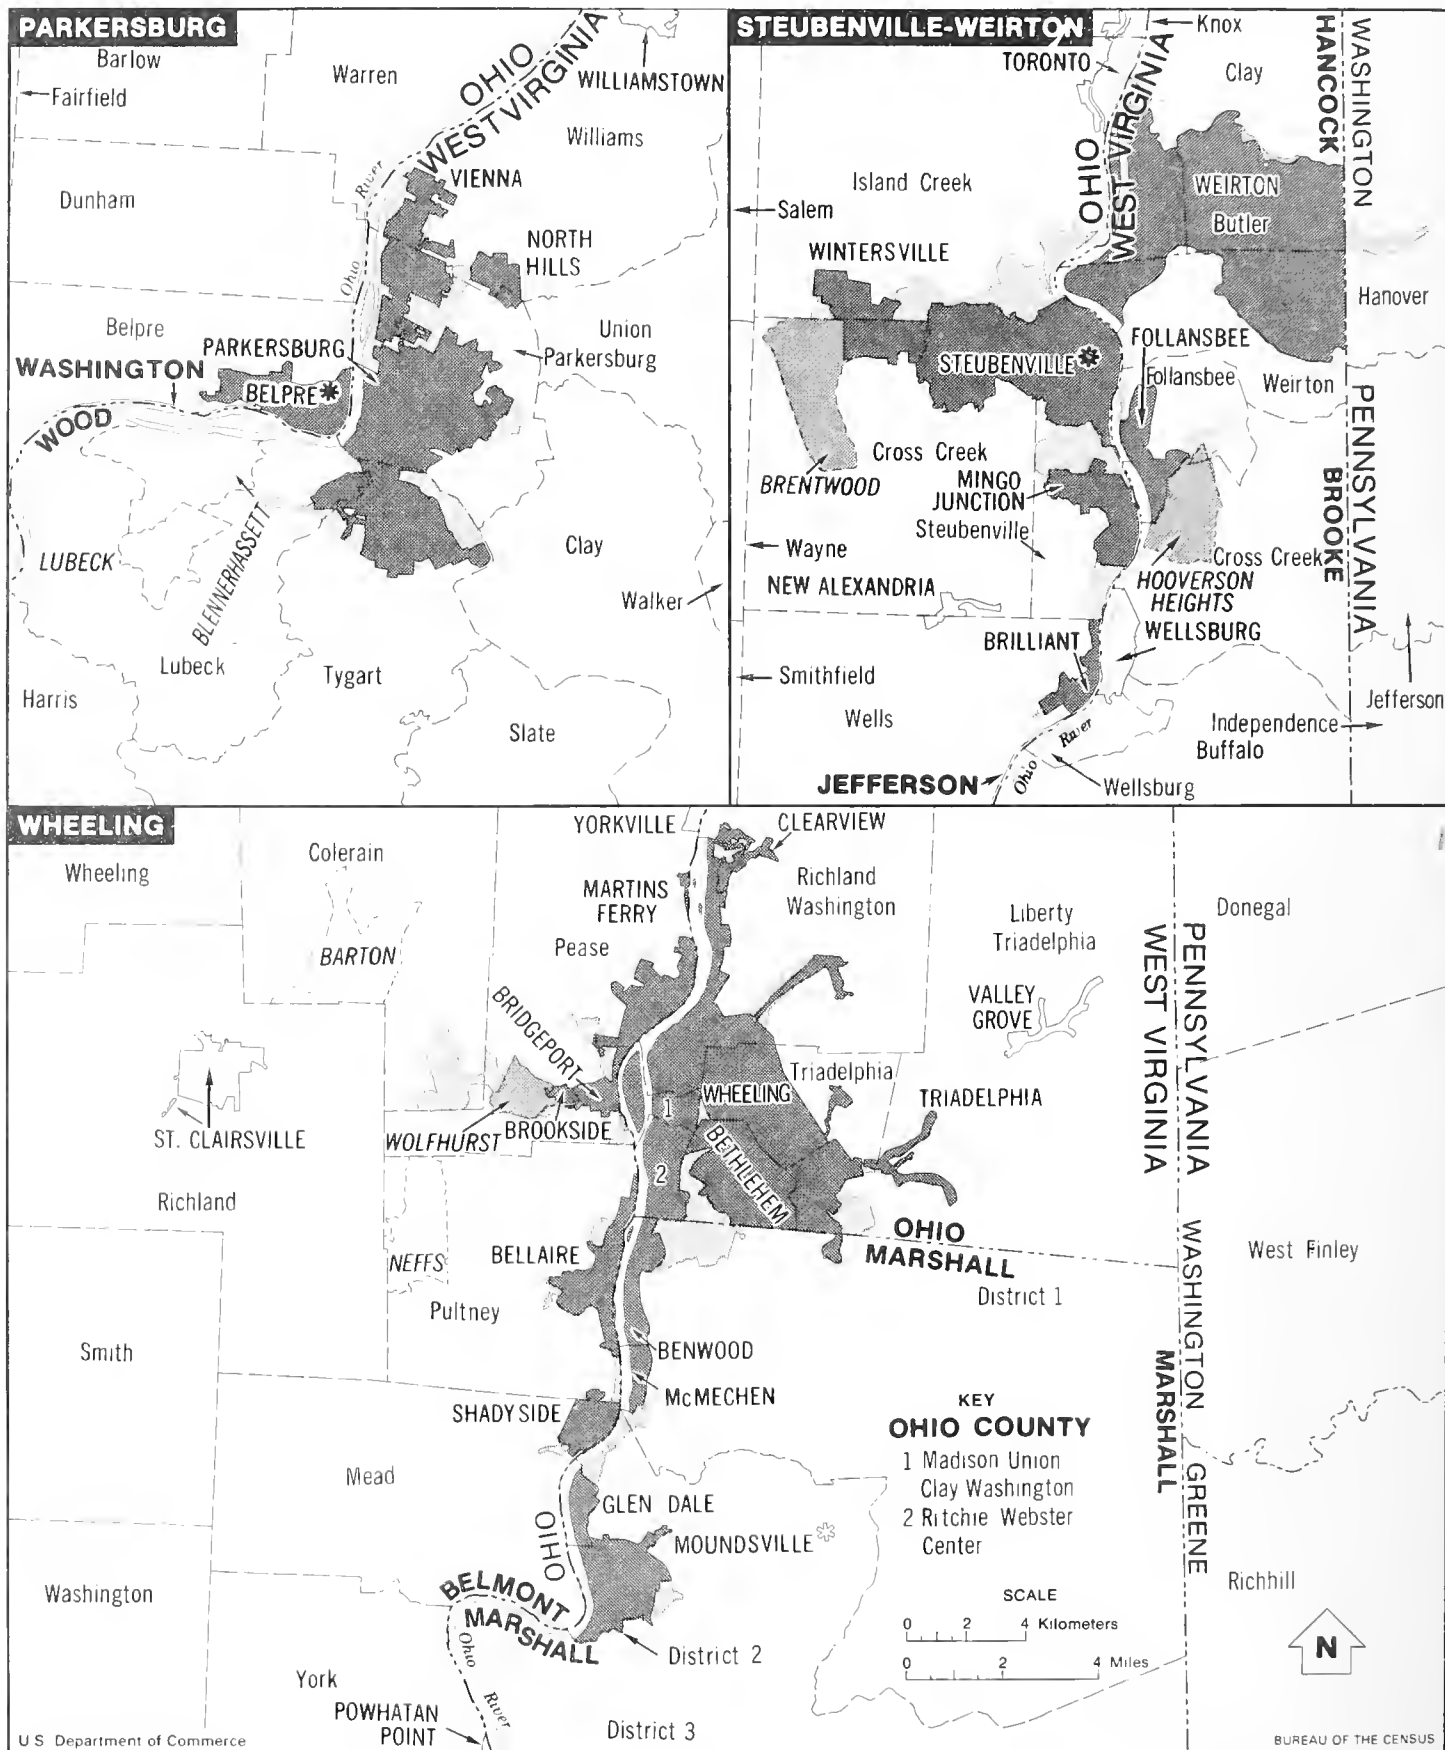 PARKERSBURG
Barlow
Fairfield
Warren
OHIO
WEST VIRGINIA
WILLIAMSTOWN
Williams
River
VIENNA
Dunham
NORTH
HILLS
Ohio
Belpre
PARKERSBURG
Union
Parkersburg
WASHINGTON
BELPRE
WOOD
BLENNERHASSETT
LUBECK
Clay
Walker
Lubeck
Tygart
Harris
Slate
STEUBENVILLE-WEIRTON
Knox
TORONTO
Clay
HANCOCK
WASHINGTON
OHIO
WEST VIRGINIA
Island Creek
WEIRTON
Butler
Salem
WINTERSVILLE
Hanover
STEUBENVILLE
FOLLANSBEE
Follansbee
Weirton
PENNSYLVANIA
BROOKE
Cross Creek
BRENTWOOD
MINGO
JUNCTION
Steubenville
Wayne
Cross Creek
HOOVERSON
HEIGHTS
NEW ALEXANDRIA
WELLSBURG
BRILLIANT
Smithfield
Jefferson
Wells
Independence
Buffalo
Ohio River
JEFFERSON
Wellsburg
WHEELING
YORKVILLE
CLEARVIEW
Wheeling
Colerain
MARTINS
FERRY
Richland
Washington
Liberty
Triadelphia
Donegal
BARTON
Pease
PENNSYLVANIA
WEST VIRGINIA
VALLEY
GROVE
BRIDGEPORT
Triadelphia
WHEELING
1
TRIADELPHIA
ST. CLAIRSVILLE
WOLFHURST
BROOKSIDE
BETHLEHEM
2
Richland
OHIO
MARSHALL
WASHINGTON
West Finley
NEFFS
BELLAIRE
District 1
Pultney
Smith
BENWOOD
MARSHALL
WASHINGTON
McMECHEN
SHADYSIDE
KEY
OHIO COUNTY
1 Madison Union
Clay Washington
2 Ritchie Webster
Center
Mead
GREENE
GLEN DALE
OHIO
MOUNDSVILLE
Washington
BELMONT
MARSHALL
Richhill
SCALE
0 2 4 Kilometers
0 2 4 Miles
N
Ohio
River
District 2
York
POWHATAN
POINT
District 3
U S Department of Commerce
BUREAU OF THE CENSUS